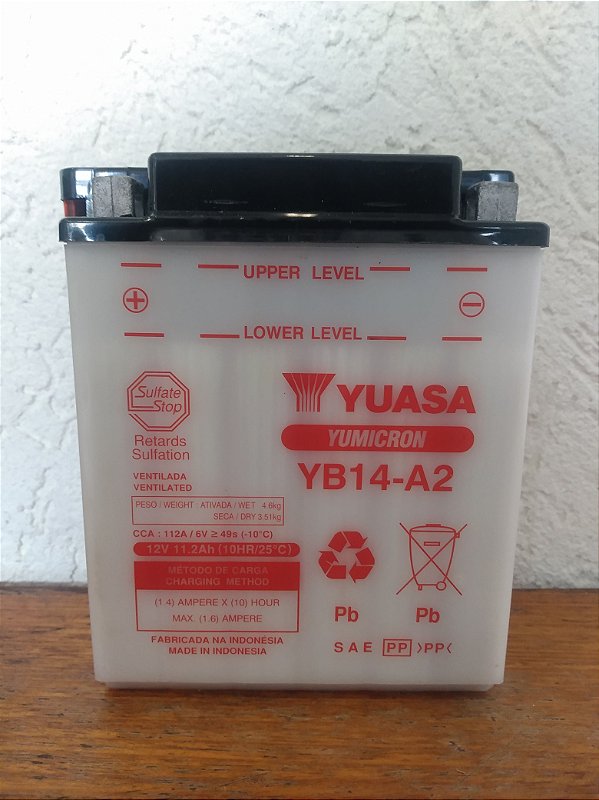 UPPER LEVEL
+ −
LOWER LEVEL
Sulfate
Stop
Retards
Sulfation
YUASA
YUMICRON
YB14-A2
VENTILADA
VENTILATED
PESO / WEIGHT : ATIVADA / WET 4.6kg
SECA / DRY 3.51kg
CCA : 112A / 6V ≥ 49s (-10°C)
12V 11.2Ah (10HR/25°C)
MÉTODO DE CARGA
CHARGING METHOD
(1.4) AMPERE X (10) HOUR
MAX. (1.6) AMPERE
FABRICADA NA INDONÉSIA
MADE IN INDONESIA
Pb Pb
SAE PP >PP<